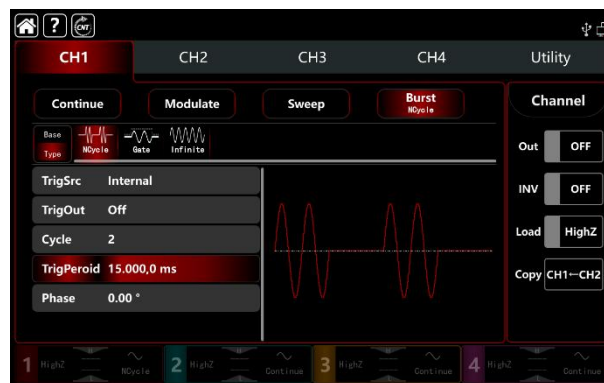 ? CNT
CH1 CH2 CH3 CH4 Utility
Continue Modulate Sweep Burst NCycle Channel
Base Type NCycle Gate Infinite
Out OFF
TrigSrc Internal
INV OFF
TrigOut Off
Load HighZ
Cycle 2
TrigPeroid 15.000,0 ms
Copy CH1←CH2
Phase 0.00 °
1 HighZ NCycle 2 HighZ Continue 3 HighZ Continue 4 HighZ Continue